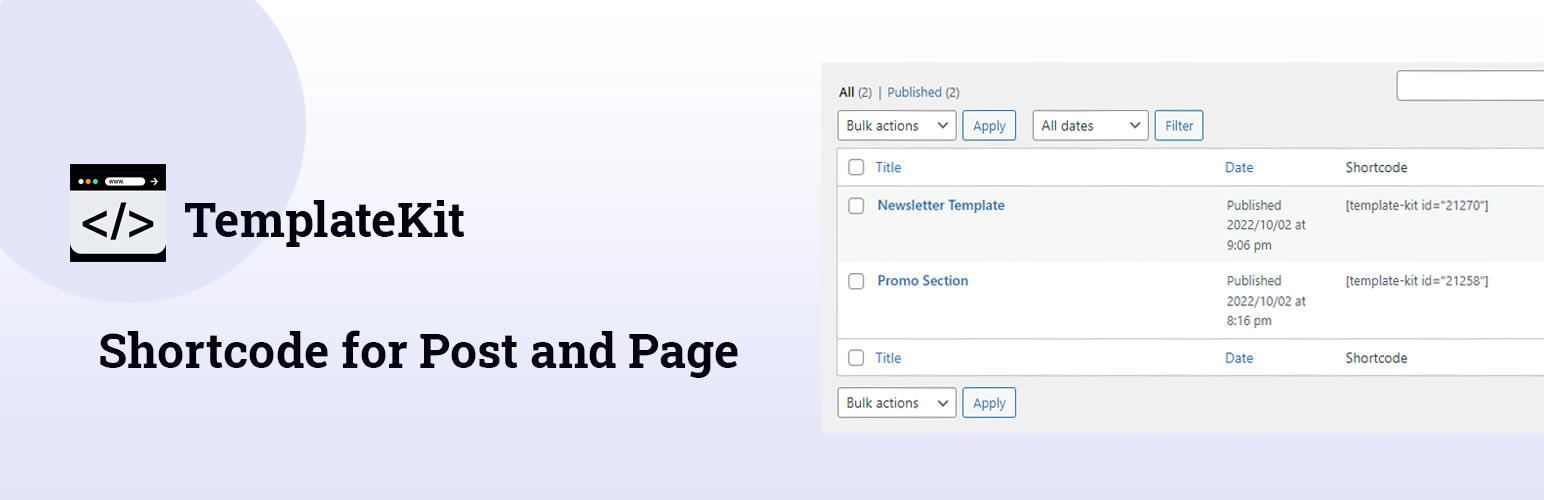 www.
</>
TemplateKit
Shortcode for Post and Page
All (2) | Published (2)
Bulk actions Apply All dates Filter
Title Date Shortcode
Newsletter Template Published [template-kit id="21270"]
2022/10/02 at
9:06 pm
Promo Section Published [template-kit id="21258"]
2022/10/02 at
8:16 pm
Title Date Shortcode
Bulk actions Apply